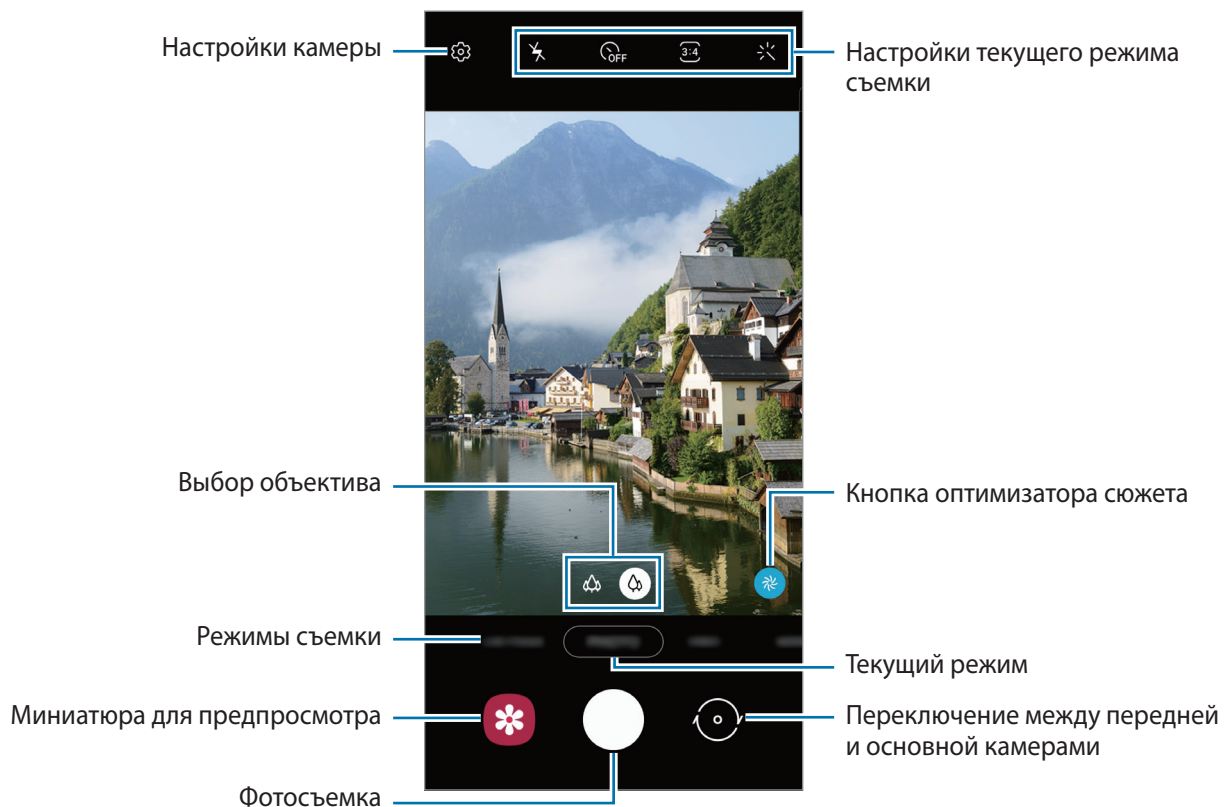 Настройки камеры
OFF
3:4
Настройки текущего режима
съемки
Выбор объектива
Кнопка оптимизатора сюжета
Режимы съемки
Текущий режим
Миниатюра для предпросмотра
Переключение между передней
и основной камерами
Фотосъемка